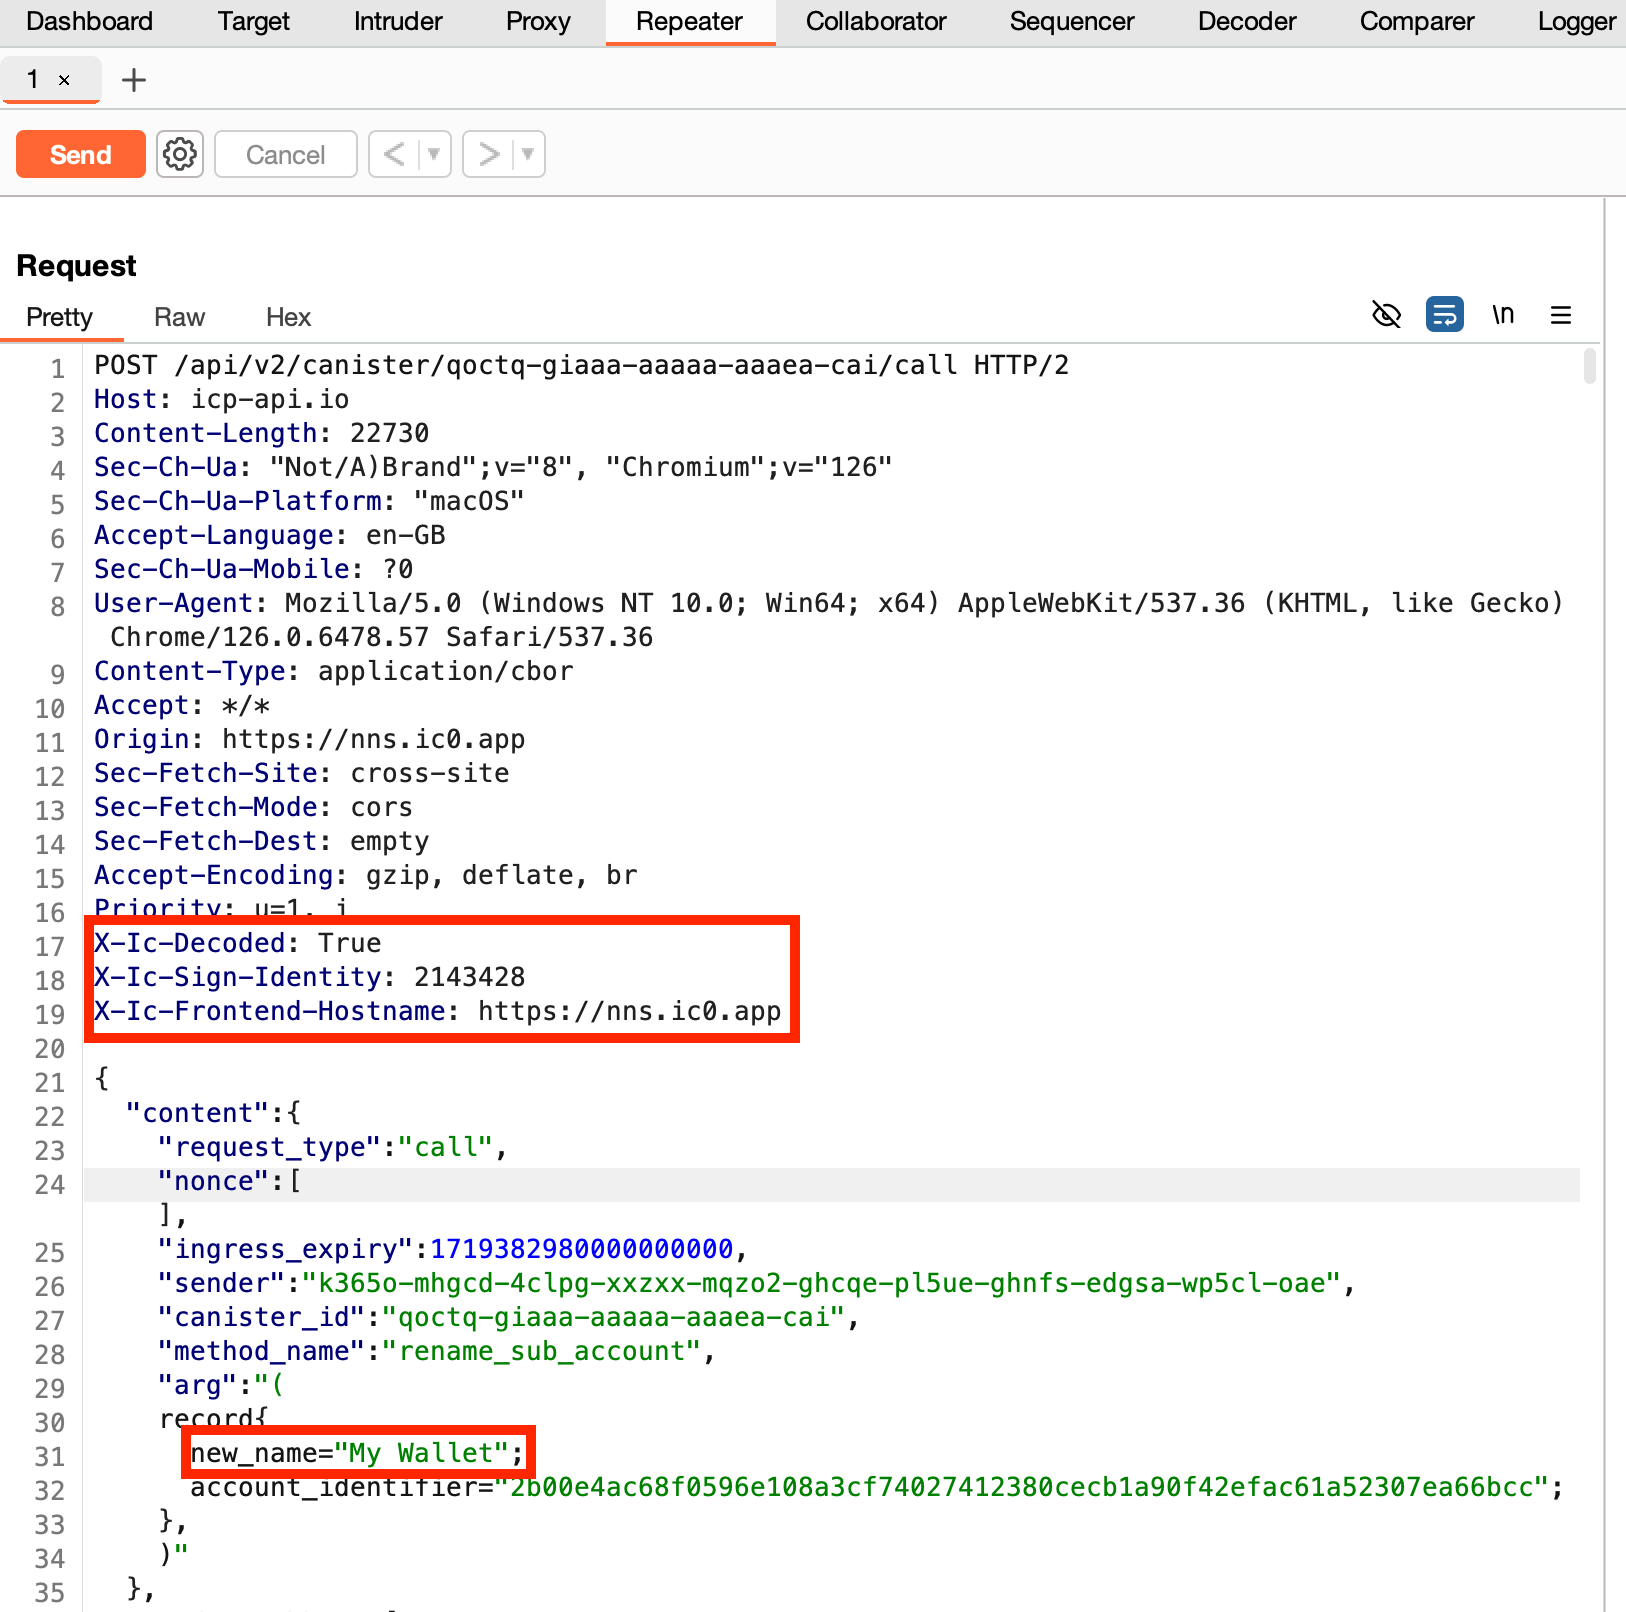 Dashboard Target Intruder Proxy Repeater Collaborator Sequencer Decoder Comparer Logger
1 × +
Send Cancel < ▼ > ▼
Request
Pretty Raw Hex \n
1 POST /api/v2/canister/qoctq-giaaa-aaaaa-aaaea-cai/call HTTP/2
2 Host: icp-api.io
3 Content-Length: 22730
4 Sec-Ch-Ua: "Not/A)Brand";v="8", "Chromium";v="126"
5 Sec-Ch-Ua-Platform: "macOS"
6 Accept-Language: en-GB
7 Sec-Ch-Ua-Mobile: ?0
8 User-Agent: Mozilla/5.0 (Windows NT 10.0; Win64; x64) AppleWebKit/537.36 (KHTML, like Gecko)
Chrome/126.0.6478.57 Safari/537.36
9 Content-Type: application/cbor
10 Accept: */*
11 Origin: https://nns.ic0.app
12 Sec-Fetch-Site: cross-site
13 Sec-Fetch-Mode: cors
14 Sec-Fetch-Dest: empty
15 Accept-Encoding: gzip, deflate, br
16 Priority: u=1, i
17 X-Ic-Decoded: True
18 X-Ic-Sign-Identity: 2143428
19 X-Ic-Frontend-Hostname: https://nns.ic0.app
20
21 {
22 "content":{
23 "request_type":"call",
24 "nonce":[
],
25 "ingress_expiry":1719382980000000000,
26 "sender":"k365o-mhgcd-4clpg-xxzxx-mqzo2-ghcqe-pl5ue-ghnfs-edgsa-wp5cl-oae",
27 "canister_id":"qoctq-giaaa-aaaaa-aaaea-cai",
28 "method_name":"rename_sub_account",
29 "arg":"(
30 record{
31 new_name="My Wallet";
32 account_identifier="2b00e4ac68f0596e108a3cf74027412380cecb1a90f42efac61a52307ea66bcc";
33 },
34 )"
35 },